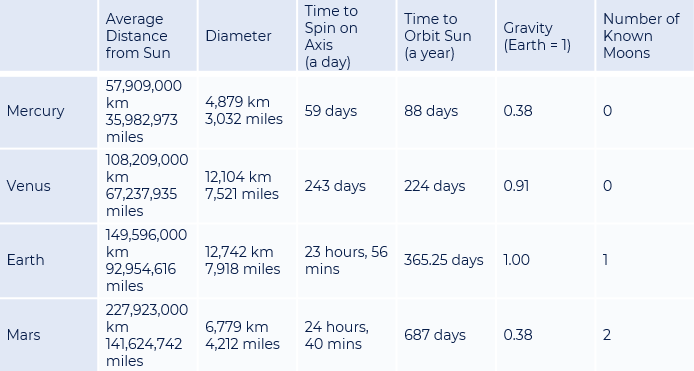 Average
Distance
from Sun
Diameter
Time to
Spin on
Axis
(a day)
Time to
Orbit Sun
(a year)
Gravity
(Earth = 1)
Number of
Known
Moons
Mercury
57,909,000
km
35,982,973
miles
4,879 km
3,032 miles
59 days
88 days
0.38
0
Venus
108,209,000
km
67,237,935
miles
12,104 km
7,521 miles
243 days
224 days
0.91
0
Earth
149,596,000
km
92,954,616
miles
12,742 km
7,918 miles
23 hours, 56
mins
365.25 days
1.00
1
Mars
227,923,000
km
141,624,742
miles
6,779 km
4,212 miles
24 hours,
40 mins
687 days
0.38
2